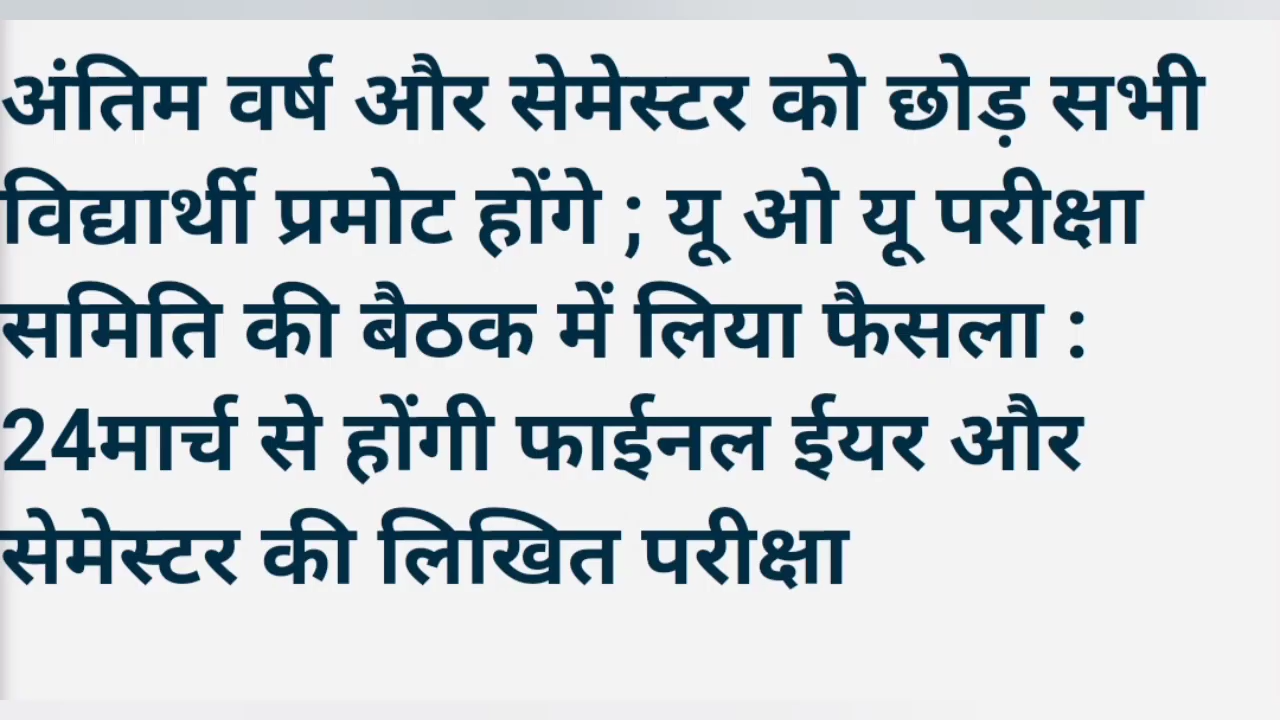 अंतिम वर्ष और सेमेस्टर को छोड़ सभी
विद्यार्थी प्रमोट होंगे ; यू ओ यू परीक्षा
समिति की बैठक में लिया फैसला :
24मार्च से होंगी फाईनल ईयर और
सेमेस्टर की लिखित परीक्षा